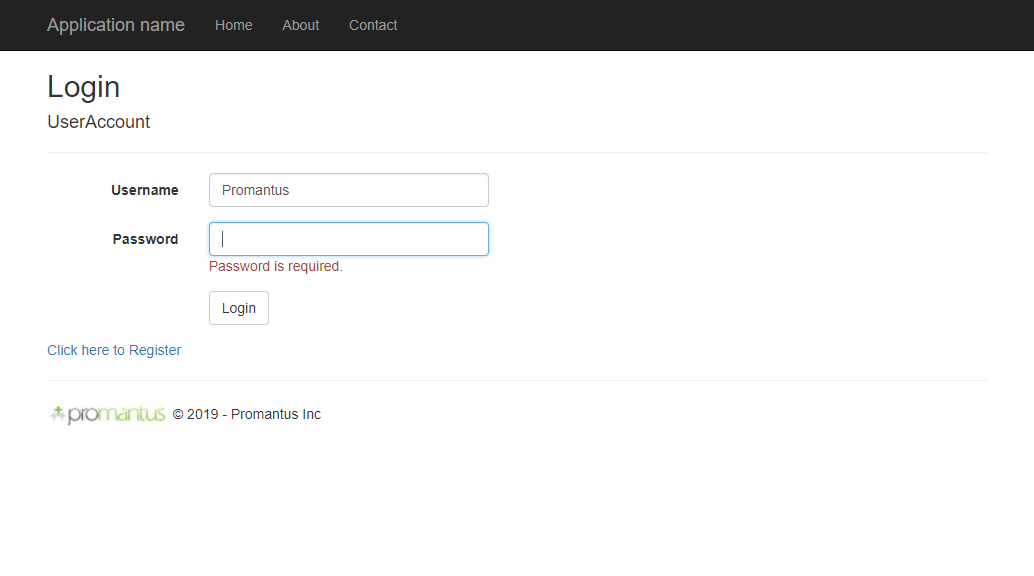 Application name Home About Contact
Login
UserAccount
Username Promantus
Password
Password is required.
Login
Click here to Register
promantus © 2019 - Promantus Inc